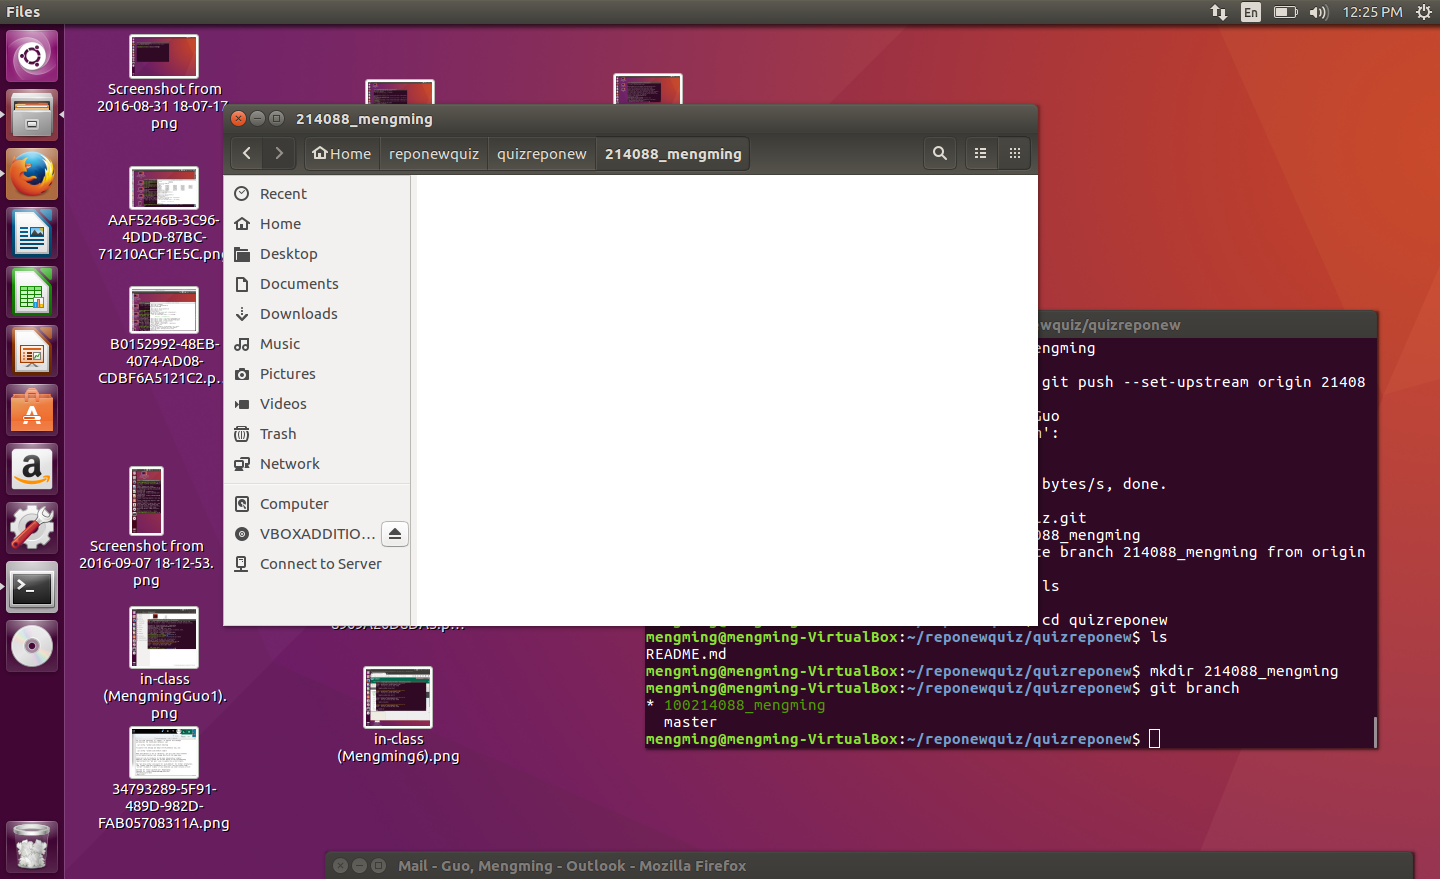 Files
En
12:25 PM
Screenshot from
2016-08-31 18-07-17.
png
AAF5246B-3C96-
4DDD-87BC-
71210ACF1E5C.png
B0152992-48EB-
4074-AD08-
CDBF6A5121C2.p...
Screenshot from
2016-09-07 18-12-53.
png
in-class
(MengmingGuo1).
png
34793289-5F91-
489D-982D-
FAB05708311A.png
in-class
(Mengming6).png
214088_mengming
Home
reponewquiz
quizreponew
214088_mengming
Recent
Home
Desktop
Documents
Downloads
Music
Pictures
Videos
Trash
Network
Computer
VBOXADDITIO...
Connect to Server
ewquiz/quizreponew
engming
git push --set-upstream origin 21408
Guo
n':
bytes/s, done.
iz.git
088_mengming
te branch 214088_mengming from origin
ls
cd quizreponew
mengming@mengming-VirtualBox:~/reponewquiz/quizreponew$ ls
README.md
mengming@mengming-VirtualBox:~/reponewquiz/quizreponew$ mkdir 214088_mengming
mengming@mengming-VirtualBox:~/reponewquiz/quizreponew$ git branch
* 100214088_mengming
master
mengming@mengming-VirtualBox:~/reponewquiz/quizreponew$
Mail - Guo, Mengming - Outlook - Mozilla Firefox